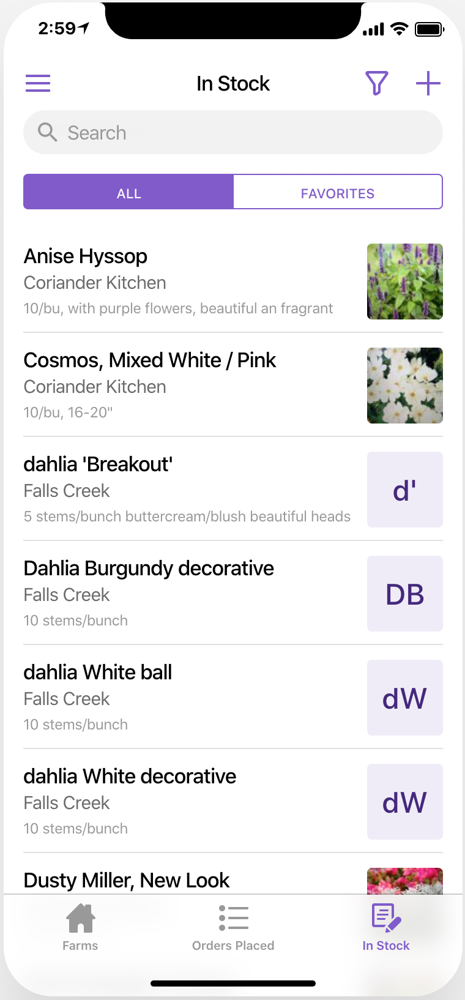 2:59
In Stock
Search
ALL
FAVORITES
Anise Hyssop
Coriander Kitchen
10/bu, with purple flowers, beautiful an fragrant
Cosmos, Mixed White / Pink
Coriander Kitchen
10/bu, 16-20"
dahlia 'Breakout'
Falls Creek
5 stems/bunch buttercream/blush beautiful heads
d'
Dahlia Burgundy decorative
Falls Creek
10 stems/bunch
DB
dahlia White ball
Falls Creek
10 stems/bunch
dW
dahlia White decorative
Falls Creek
10 stems/bunch
dW
Dusty Miller, New Look
Farms
Orders Placed
In Stock